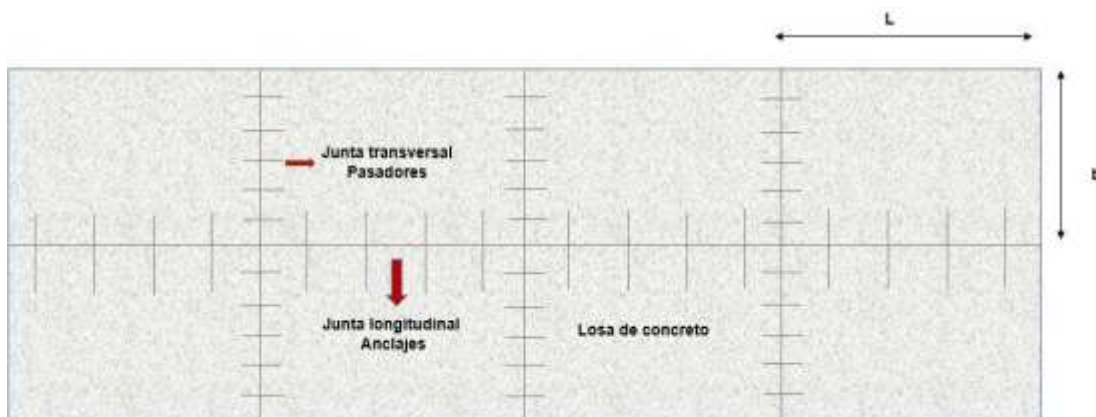 L
Junta transversal
Pasadores
Junta longitudinal
Anclajes
Losa de concreto